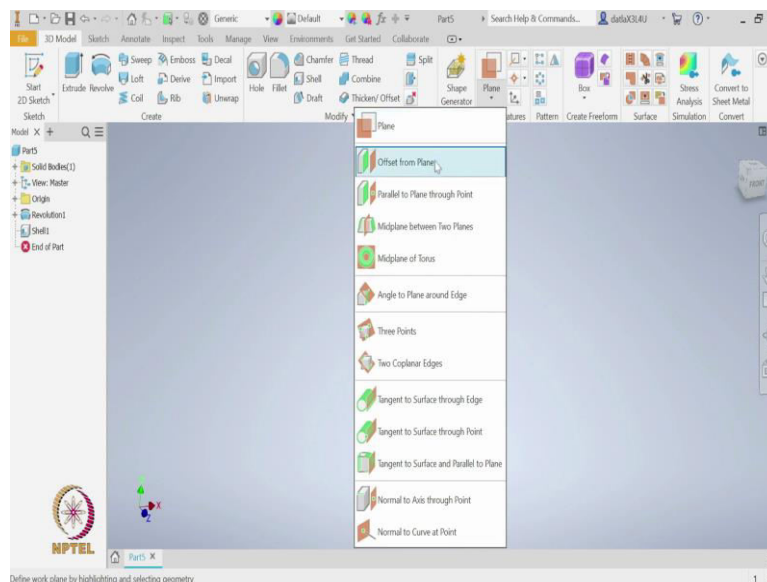 Generic Default fx Part5 Search Help & Commands... datlaX3L4U
File 3D Model Sketch Annotate Inspect Tools Manage View Environments Get Started Collaborate
Start
2D Sketch
Extrude Revolve
Sweep Emboss Decal
Loft Derive Import
Coil Rib Unwrap
Hole Fillet
Chamfer Thread Split
Shell Combine
Draft Thicken/ Offset
Shape
Generator
Plane
Box
Stress
Analysis
Convert to
Sheet Metal
Sketch Create Modify atures Pattern Create Freeform Surface Simulation Convert
Model X +
Part5
Solid Bodies(1)
View: Master
Origin
Revolution1
Shell1
End of Part
Plane
Offset from Plane
Parallel to Plane through Point
Midplane between Two Planes
Midplane of Torus
Angle to Plane around Edge
Three Points
Two Coplanar Edges
Tangent to Surface through Edge
Tangent to Surface through Point
Tangent to Surface and Parallel to Plane
Normal to Axis through Point
Normal to Curve at Point
FRONT
X
Z
NPTEL
Part5 X
Define work plane by highlighting and selecting geometry 1